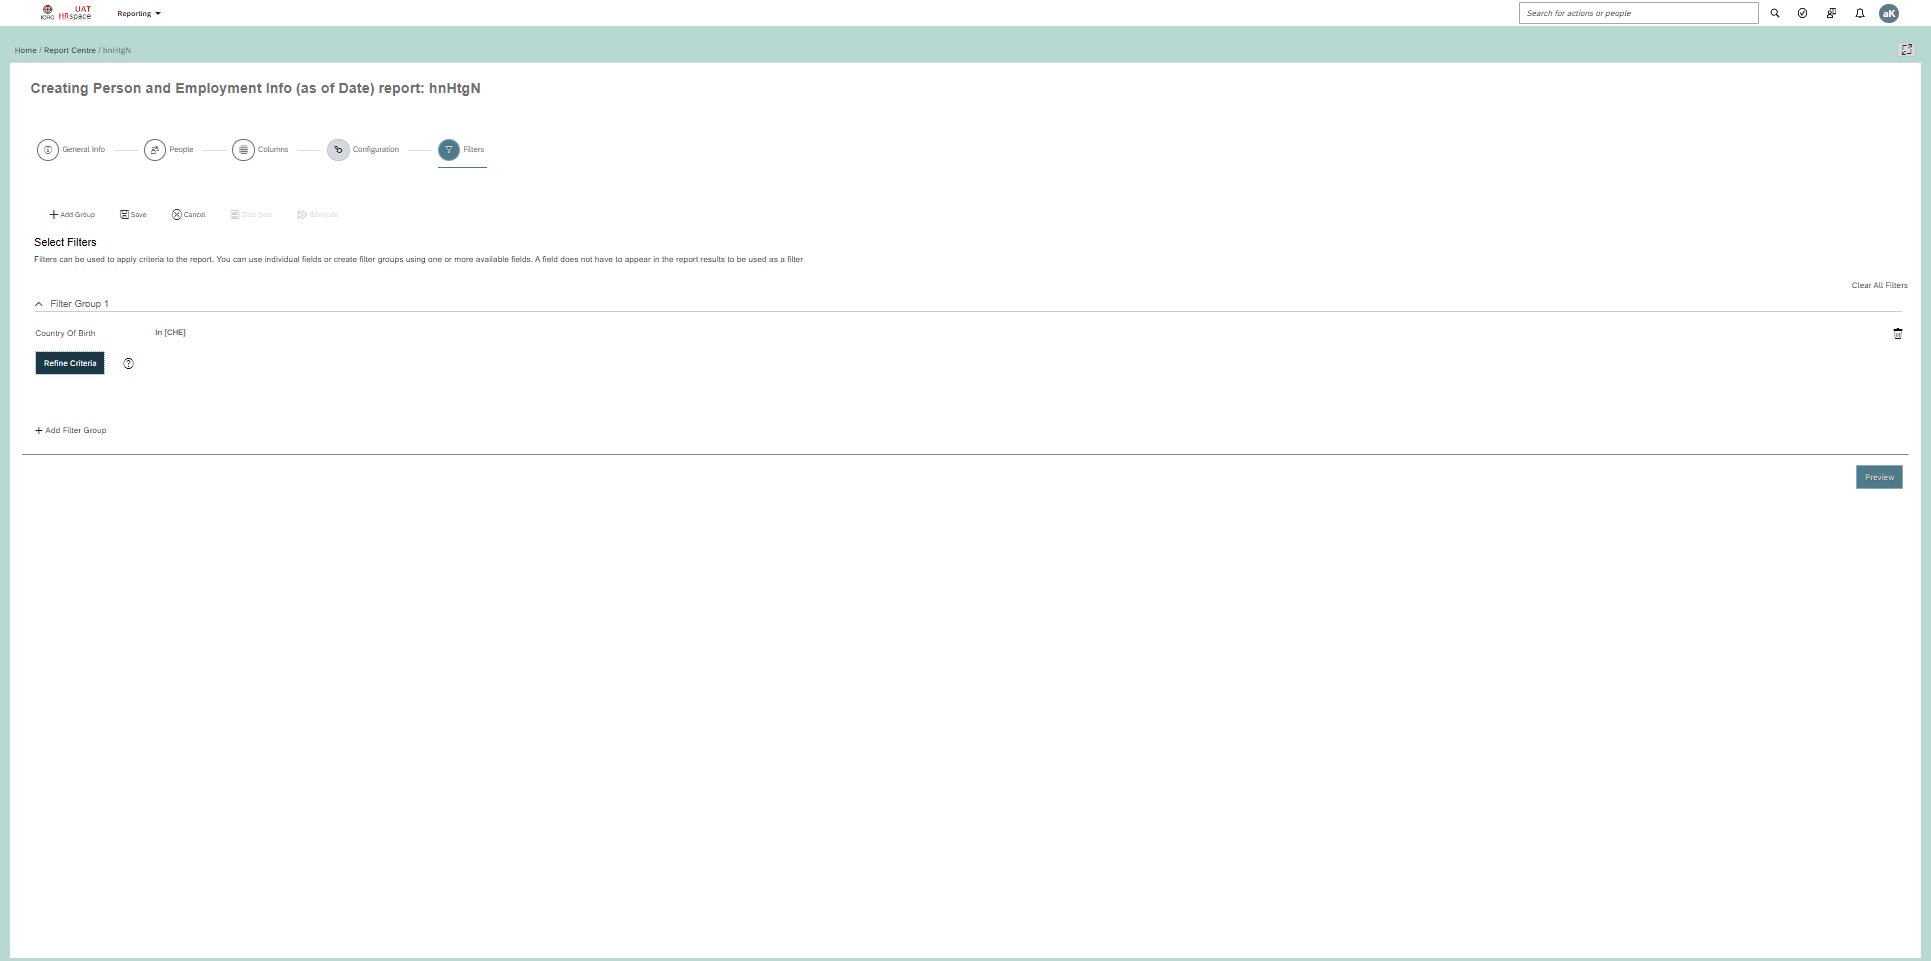 ICRC UAT HRspace Reporting Search for actions or people aK
Home / Report Centre / hnHtgN
Creating Person and Employment Info (as of Date) report: hnHtgN
General Info People Columns Configuration Filters
Add Group Save Cancel Data Sets Generate
Select Filters
Filters can be used to apply criteria to the report. You can use individual fields or create filter groups using one or more available fields. A field does not have to appear in the report results to be used as a filter
Clear All Filters
Filter Group 1
Country Of Birth In [CHE]
Refine Criteria
Add Filter Group
Preview